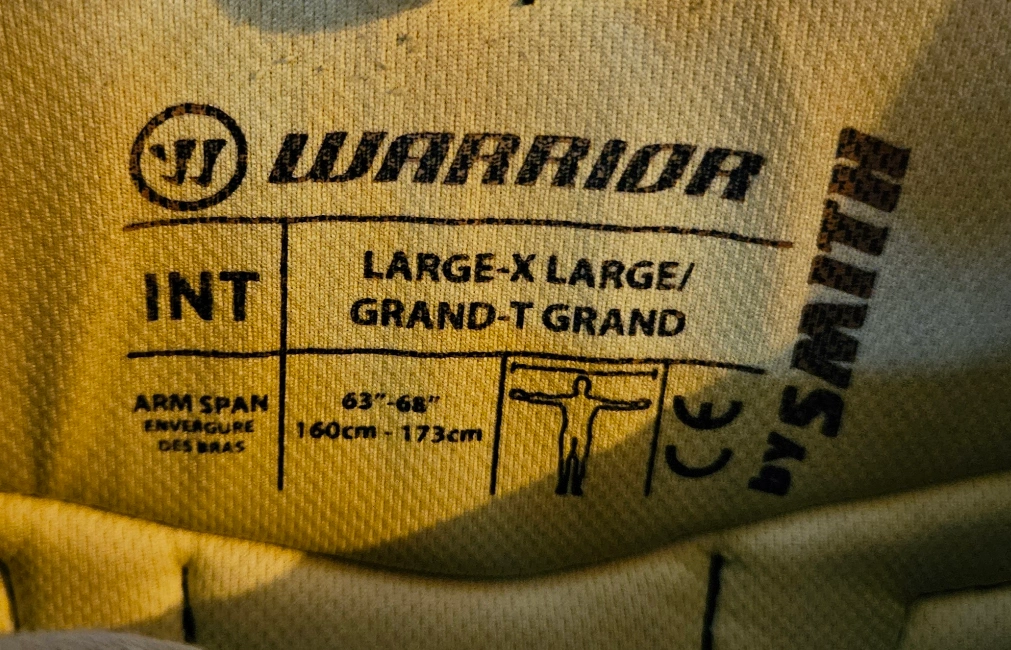 WARRIOR
INT
LARGE-X LARGE/
GRAND-T GRAND
ARM SPAN
ENVERGURE
DES BRAS
63"-68"
160cm - 173cm
CE
by SMITH